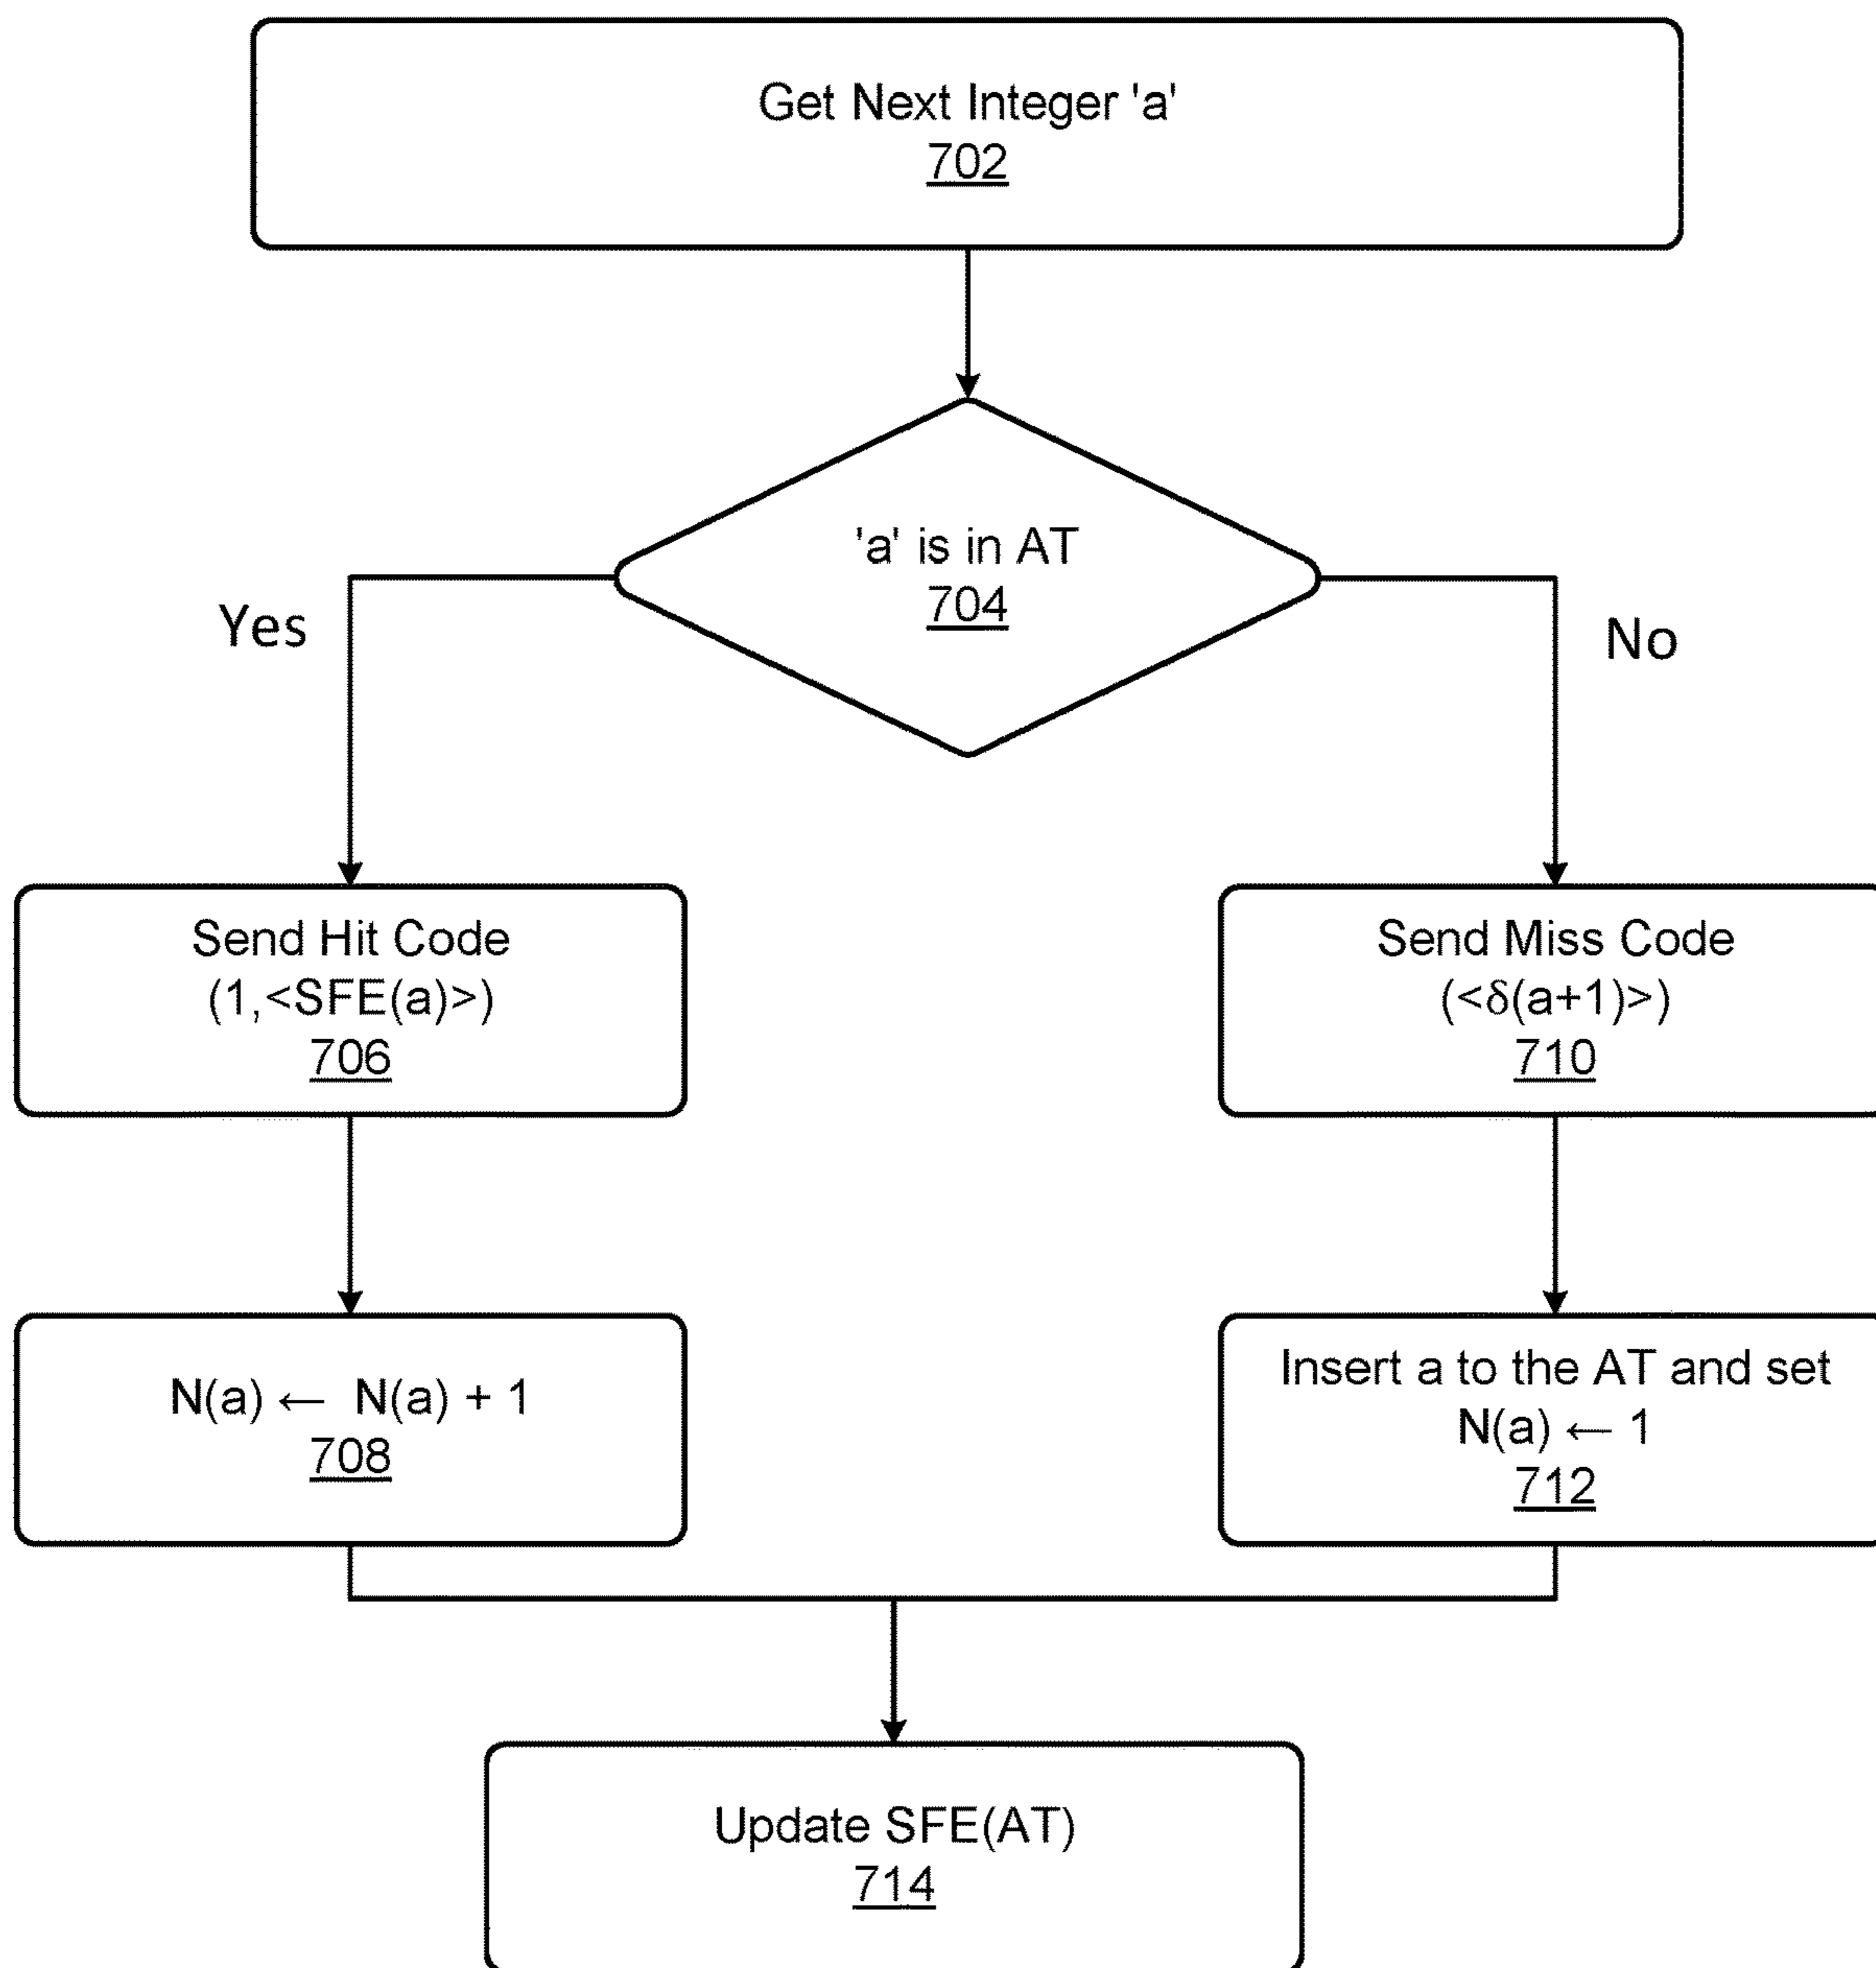 Get Next Integer 'a'
702
'a' is in AT
704
Yes
No
Send Hit Code
(1,<SFE(a)>)
706
Send Miss Code
(<δ(a+1)>)
710
N(a) ← N(a) + 1
708
Insert a to the AT and set
N(a) ← 1
712
Update SFE(AT)
714